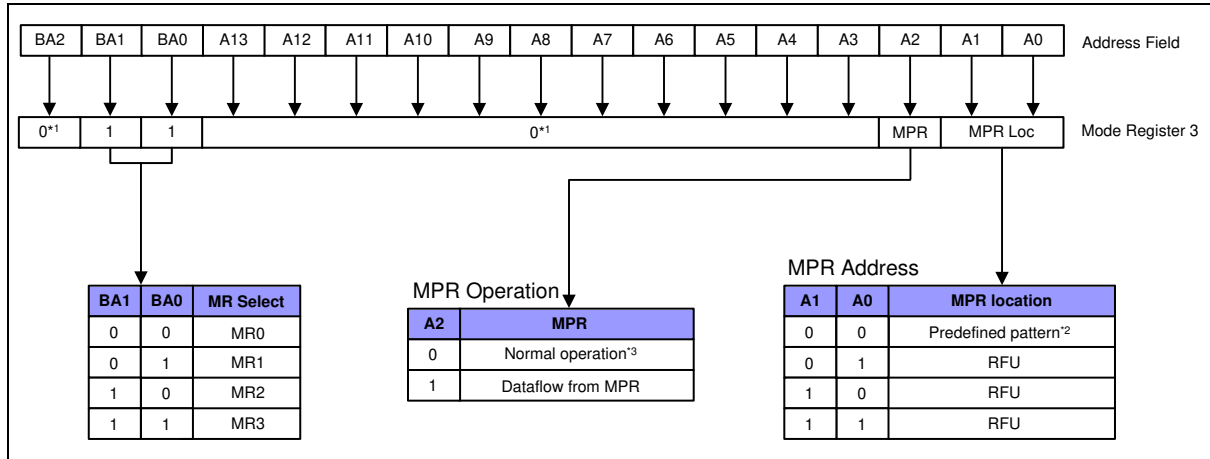 BA2 BA1 BA0 A13 A12 A11 A10 A9 A8 A7 A6 A5 A4 A3 A2 A1 A0 Address Field
0*1 1 1 0*1 MPR MPR Loc Mode Register 3
BA1 BA0 MR Select
0 0 MR0
0 1 MR1
1 0 MR2
1 1 MR3
MPR Operation
A2 MPR
0 Normal operation*3
1 Dataflow from MPR
MPR Address
A1 A0 MPR location
0 0 Predefined pattern*2
0 1 RFU
1 0 RFU
1 1 RFU